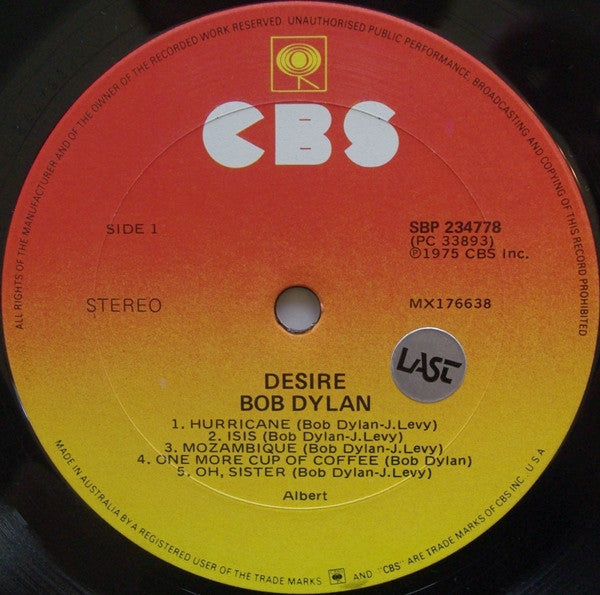 ALL RIGHTS OF THE MANUFACTURER AND OF THE OWNER OF THE RECORDED WORK RESERVED. UNAUTHORISED PUBLIC PERFORMANCE, BROADCASTING AND COPYING OF THIS RECORD PROHIBITED
CBS
SIDE 1
SBP 234778
(PC 33893)
℗1975 CBS Inc.
STEREO
MX176638
LAST
DESIRE
BOB DYLAN
1. HURRICANE (Bob Dylan-J.Levy)
2. ISIS (Bob Dylan-J.Levy)
3. MOZAMBIQUE (Bob Dylan-J.Levy)
4. ONE MORE CUP OF COFFEE (Bob Dylan)
5. OH, SISTER (Bob Dylan-J.Levy)
Albert
MADE IN AUSTRALIA BY A REGISTERED USER OF THE TRADE MARKS AND "CBS" ARE TRADE MARKS OF CBS INC. U.S.A